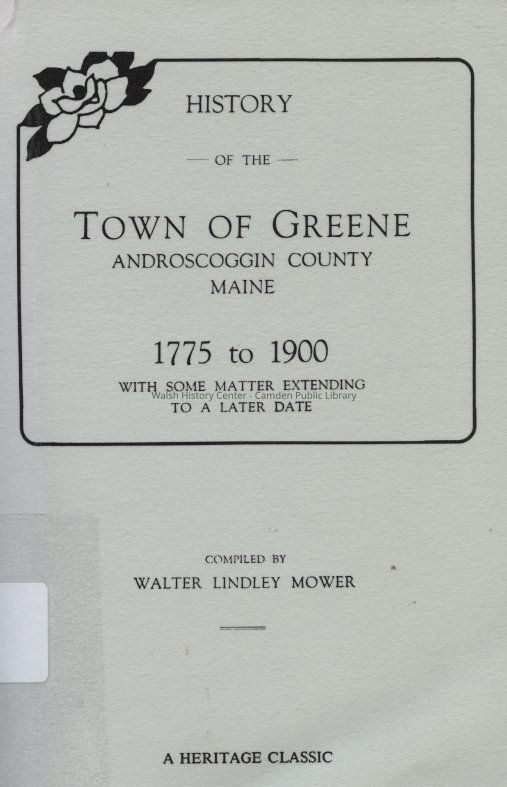 HISTORY
— OF THE —
TOWN OF GREENE
ANDROSCOGGIN COUNTY
MAINE
1775 to 1900
WITH SOME MATTER EXTENDING
Walsh History Center - Camden Public Library
TO A LATER DATE
COMPILED BY
WALTER LINDLEY MOWER
A HERITAGE CLASSIC